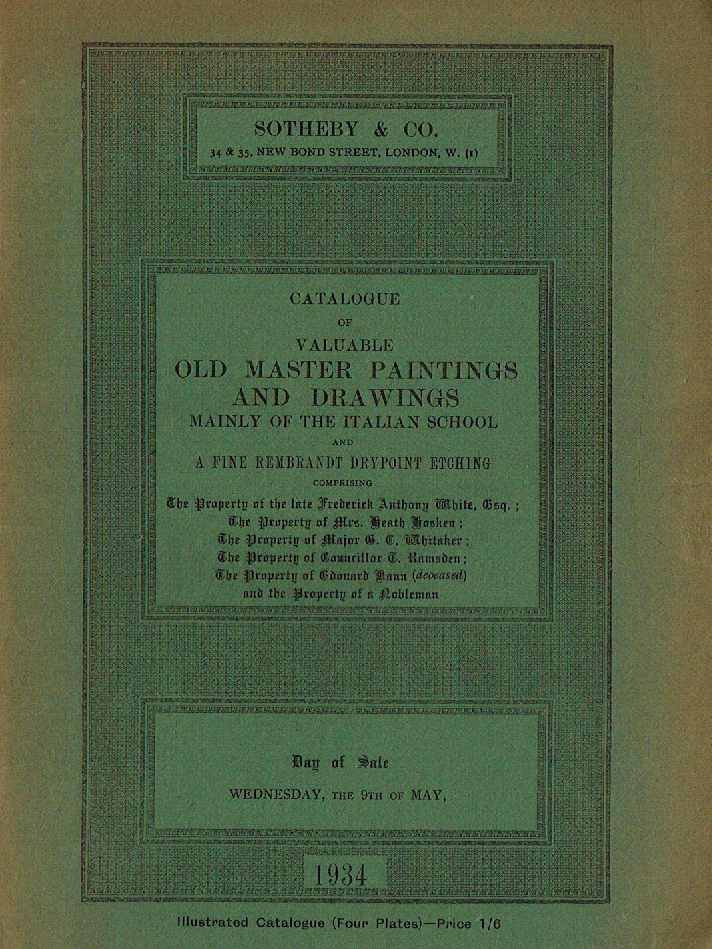 SOTHEBY & CO.
34 & 35, NEW BOND STREET, LONDON, W. (1)
CATALOGUE
OF
VALUABLE
OLD MASTER PAINTINGS
AND DRAWINGS
MAINLY OF THE ITALIAN SCHOOL
AND
A FINE REMBRANDT DRYPOINT ETCHING
COMPRISING
The Property of the late Frederick Anthony White, Esq. ;
The Property of Mrs. Heath Hosken ;
The Property of Major G. C. Whitaker ;
The Property of Councillor T. Ramsden ;
The Property of Edouard Kann (deceased)
and the Property of a Nobleman
Day of Sale
WEDNESDAY, THE 9TH OF MAY,
1934
Illustrated Catalogue (Four Plates)—Price 1/6